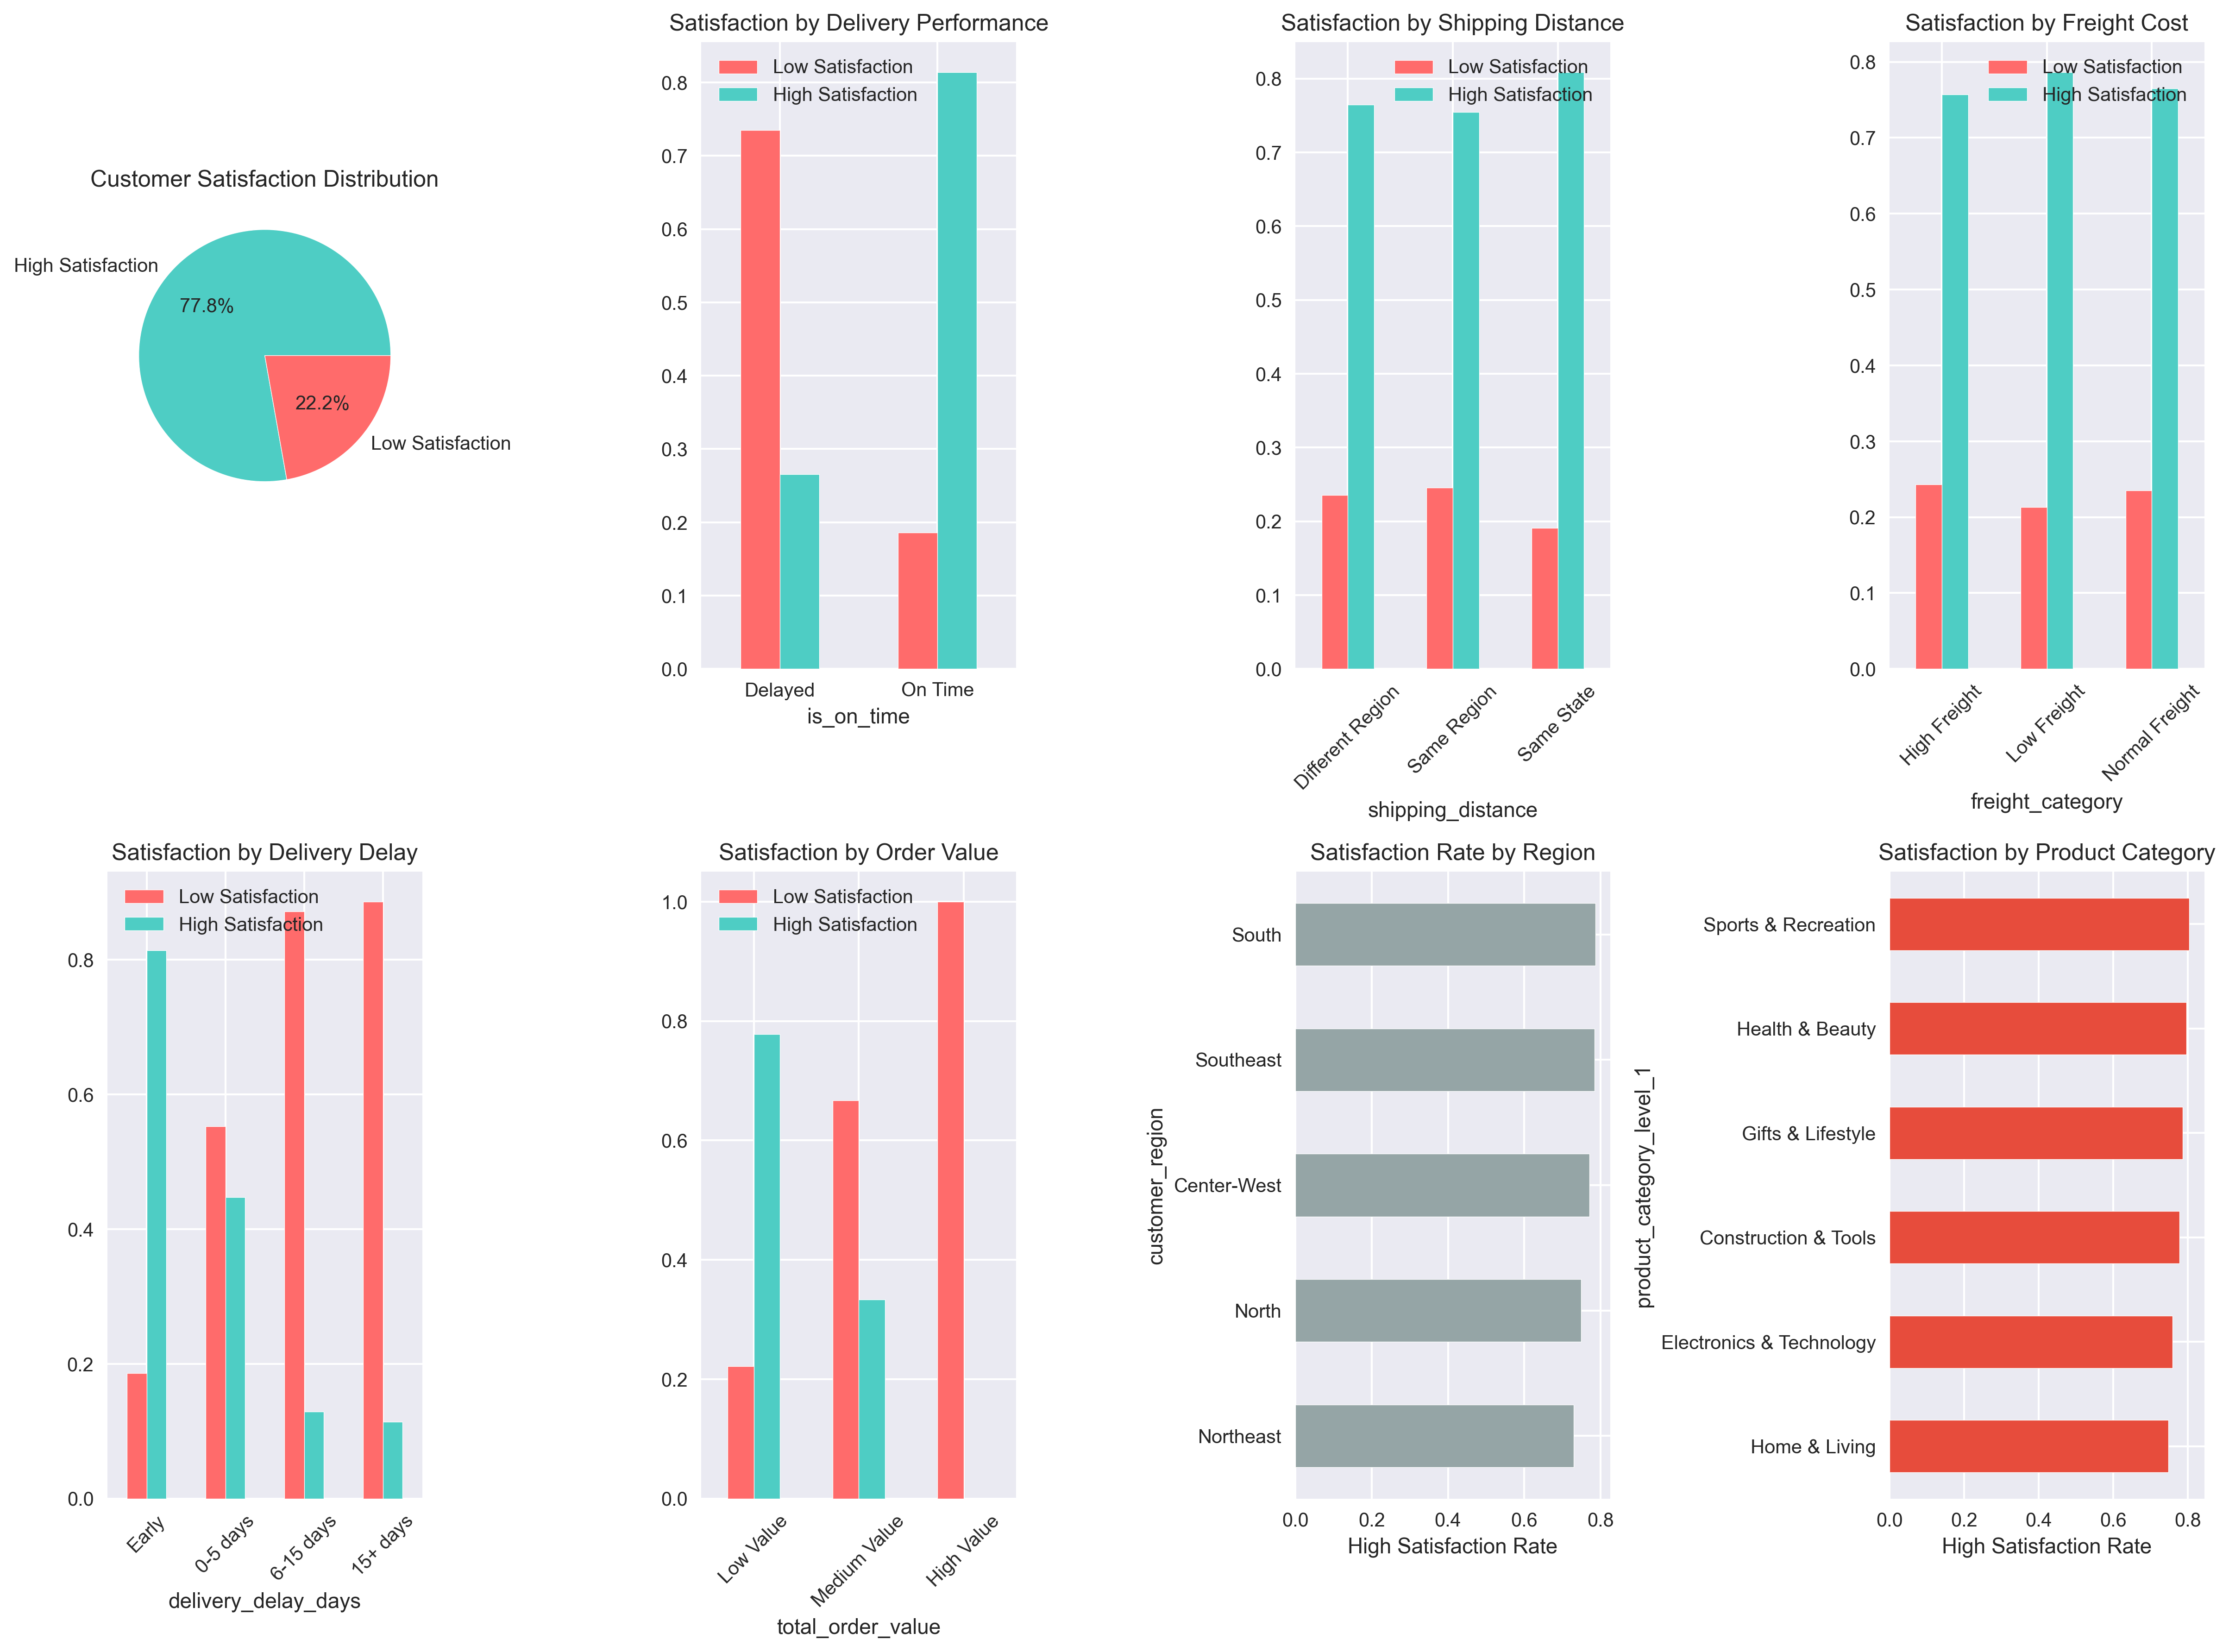 Customer Satisfaction Distribution
High Satisfaction
77.8%
22.2%
Low Satisfaction
Satisfaction by Delivery Performance
Low Satisfaction
High Satisfaction
0.8
0.7
0.6
0.5
0.4
0.3
0.2
0.1
0.0
Delayed
On Time
is_on_time
Satisfaction by Shipping Distance
Low Satisfaction
High Satisfaction
0.8
0.7
0.6
0.5
0.4
0.3
0.2
0.1
0.0
Different Region
Same Region
Same State
shipping_distance
Satisfaction by Freight Cost
Low Satisfaction
High Satisfaction
0.8
0.7
0.6
0.5
0.4
0.3
0.2
0.1
0.0
High Freight
Low Freight
Normal Freight
freight_category
Satisfaction by Delivery Delay
Low Satisfaction
High Satisfaction
0.8
0.6
0.4
0.2
0.0
Early
0-5 days
6-15 days
15+ days
delivery_delay_days
Satisfaction by Order Value
Low Satisfaction
High Satisfaction
1.0
0.8
0.6
0.4
0.2
0.0
Low Value
Medium Value
High Value
total_order_value
Satisfaction Rate by Region
customer_region
South
Southeast
Center-West
North
Northeast
0.0
0.2
0.4
0.6
0.8
High Satisfaction Rate
Satisfaction by Product Category
product_category_level_1
Sports & Recreation
Health & Beauty
Gifts & Lifestyle
Construction & Tools
Electronics & Technology
Home & Living
0.0
0.2
0.4
0.6
0.8
High Satisfaction Rate